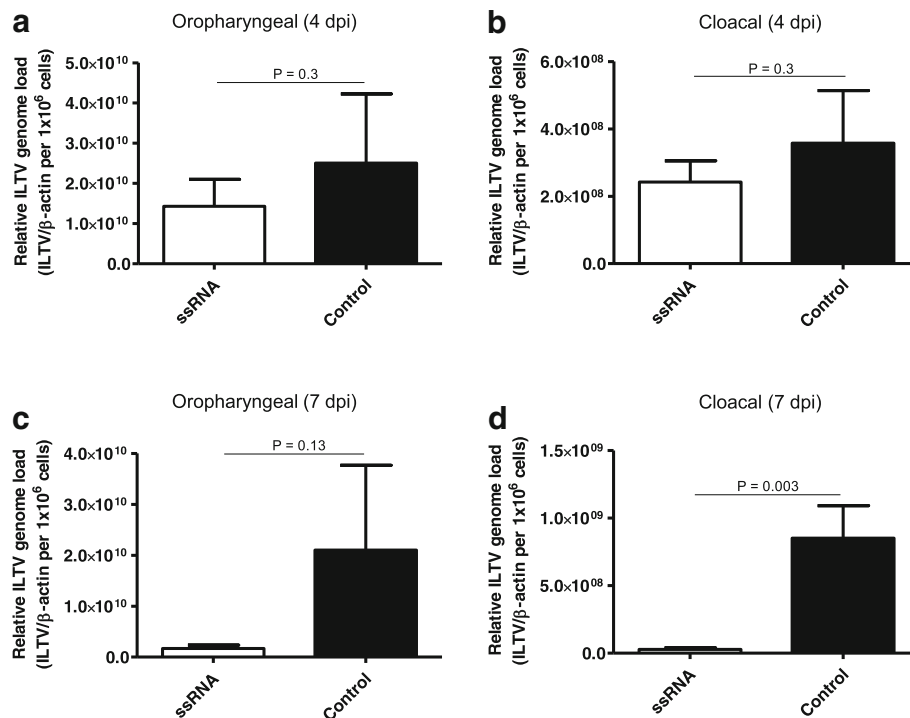 a
Oropharyngeal (4 dpi)
Relative ILTV genome load
(ILTV/β-actin per 1x10⁶ cells)
5.0×10¹⁰
4.0×10¹⁰
3.0×10¹⁰
2.0×10¹⁰
1.0×10¹⁰
0.0
P = 0.3
ssRNA
Control
b
Cloacal (4 dpi)
Relative ILTV genome load
(ILTV/β-actin per 1x10⁶ cells)
6.0×10⁰⁸
4.0×10⁰⁸
2.0×10⁰⁸
0.0
P = 0.3
ssRNA
Control
c
Oropharyngeal (7 dpi)
Relative ILTV genome load
(ILTV/β-actin per 1x10⁶ cells)
4.0×10¹⁰
3.0×10¹⁰
2.0×10¹⁰
1.0×10¹⁰
0.0
P = 0.13
ssRNA
Control
d
Cloacal (7 dpi)
Relative ILTV genome load
(ILTV/β-actin per 1x10⁶ cells)
1.5×10⁰⁹
1.0×10⁰⁹
5.0×10⁰⁸
0.0
P = 0.003
ssRNA
Control